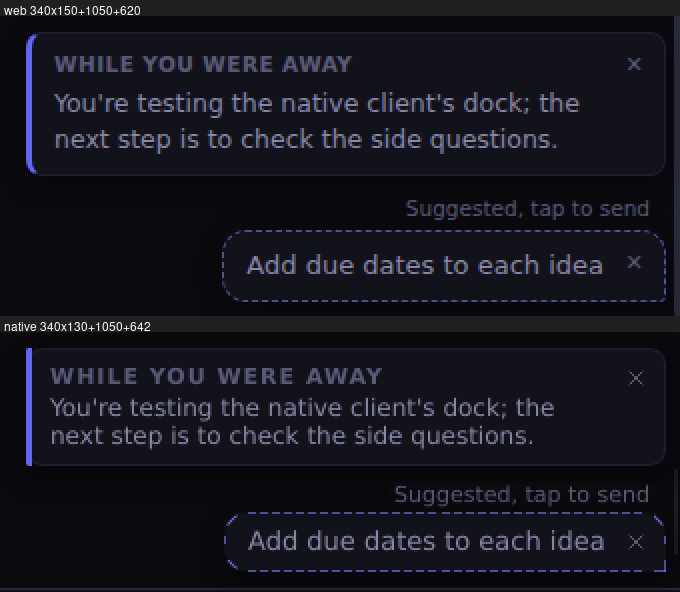 web 340x150+1050+620
WHILE YOU WERE AWAY ×
You're testing the native client's dock; the
next step is to check the side questions.
Suggested, tap to send
Add due dates to each idea ×
native 340x130+1050+642
WHILE YOU WERE AWAY ×
You're testing the native client's dock; the
next step is to check the side questions.
Suggested, tap to send
Add due dates to each idea ×